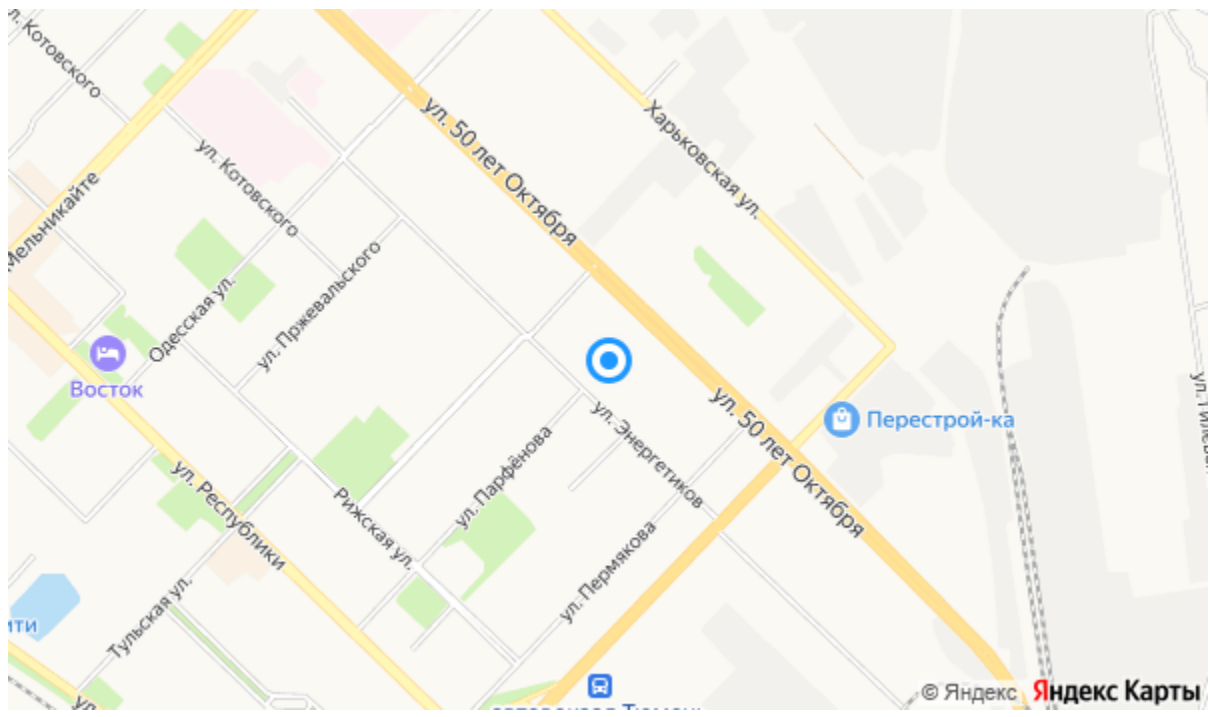 ул. Котовского
ул. 50 лет Октября
Харьковская ул.
ул. Котовского
Мельникайте
ул. Пржевальского
Одесская ул.
Восток
ул. 50 лет Октября
Перестрой-ка
ул. Энергетиков
ул. Парфёнова
ул. Республики
Рижская ул.
ул. Пермякова
Тульская ул.
ул.
© Яндекс Яндекс Карты